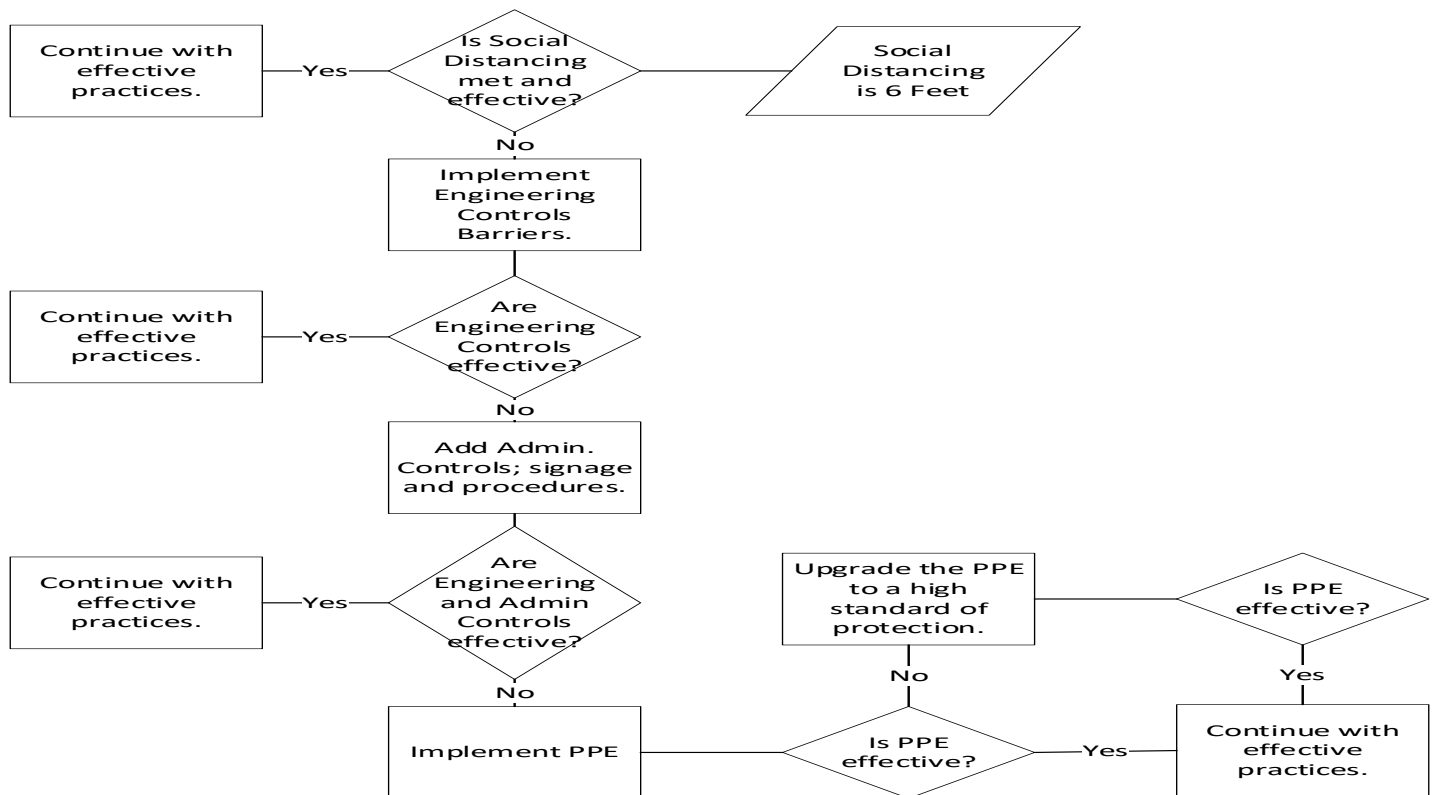 Continue with
effective
practices.
Yes
Is Social
Distancing
met and
effective?
Social
Distancing
is 6 Feet
No
Implement
Engineering
Controls
Barriers.
Continue with
effective
practices.
Yes
Are
Engineering
Controls
effective?
No
Add Admin.
Controls; signage
and procedures.
Continue with
effective
practices.
Yes
Are
Engineering
and Admin
Controls
effective?
No
Implement PPE
Upgrade the PPE
to a high
standard of
protection.
Is PPE
effective?
No
Yes
Is PPE
effective?
Yes
Continue with
effective
practices.